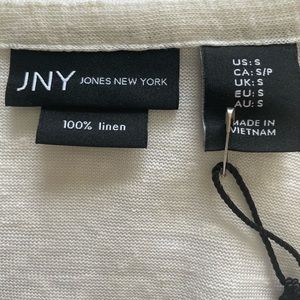 JNY JONES NEW YORK
100% linen
US: S
CA: S/P
UK: S
EU: S
AU: S
MADE IN
VIETNAM